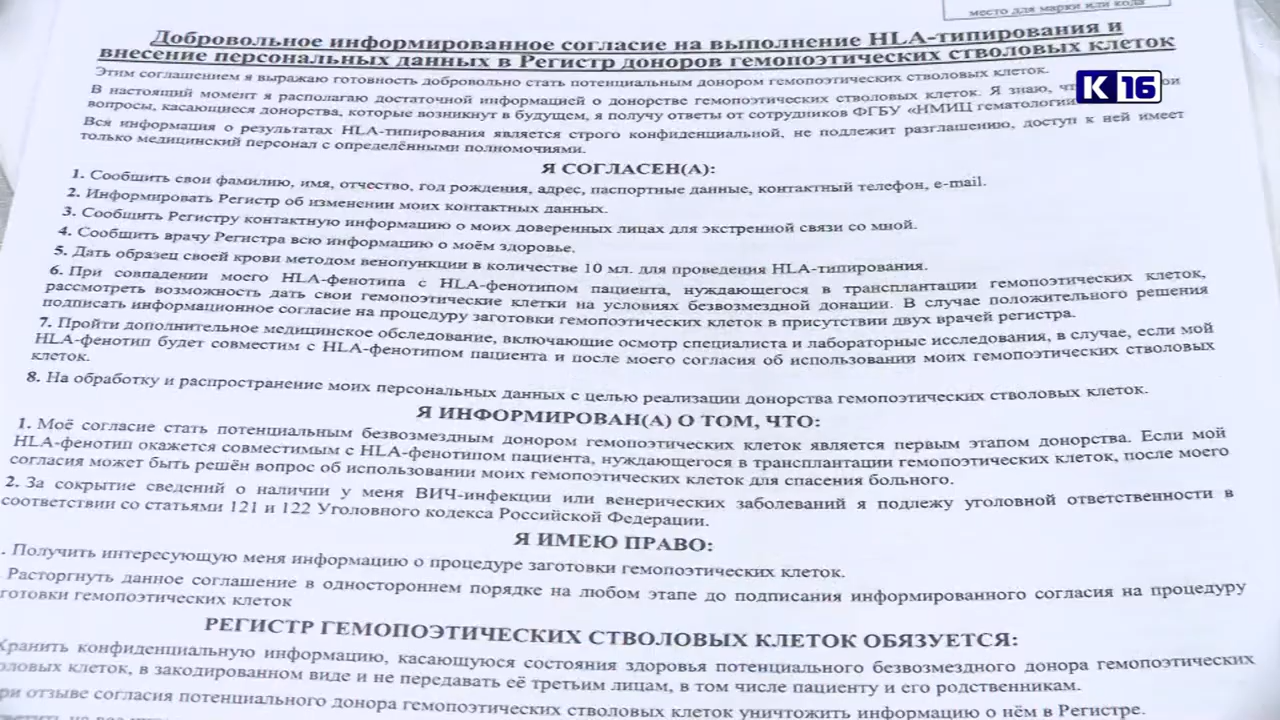 место для марки или кода
Добровольное информированное согласие на выполнение HLA-типирования и
внесение персональных данных в Регистр доноров гемопоэтических стволовых клеток
Этим соглашением я выражаю готовность добровольно стать потенциальным донором гемопоэтических стволовых клеток.
В настоящий момент я располагаю достаточной информацией о донорстве гемопоэтических стволовых клеток. Я знаю,
K16
вопросы, касающиеся донорства, которые возникнут в будущем, я получу ответы от сотрудников ФГБУ «НМИЦ гематологии
Вся информация о результатах HLA-типирования является строго конфиденциальной, не подлежит разглашению, доступ к ней имеет
только медицинский персонал с определёнными полномочиями.
Я СОГЛАСЕН(А):
1. Сообщить свои фамилию, имя, отчество, год рождения, адрес, паспортные данные, контактный телефон, e-mail.
2. Информировать Регистр об изменении моих контактных данных.
3. Сообщить Регистру контактную информацию о моих доверенных лицах для экстренной связи со мной.
4. Сообщить врачу Регистра всю информацию о моём здоровье.
5. Дать образец своей крови методом венопункции в количестве 10 мл. для проведения HLA-типирования.
6. При совпадении моего HLA-фенотипа с HLA-фенотипом пациента, нуждающегося в трансплантации гемопоэтических клеток,
рассмотреть возможность дать свои гемопоэтические клетки на условиях безвозмездной донации. В случае положительного решения
подписать информационное согласие на процедуру заготовки гемопоэтических клеток в присутствии двух врачей регистра.
7. Пройти дополнительное медицинское обследование, включающие осмотр специалиста и лабораторные исследования, в случае, если мой
HLA-фенотип будет совместим с HLA-фенотипом пациента и после моего согласия об использовании моих гемопоэтических стволовых
клеток.
8. На обработку и распространение моих персональных данных с целью реализации донорства гемопоэтических стволовых клеток.
Я ИНФОРМИРОВАН(А) О ТОМ, ЧТО:
1. Моё согласие стать потенциальным безвозмездным донором гемопоэтических клеток является первым этапом донорства. Если мой
HLA-фенотип окажется совместимым с HLA-фенотипом пациента, нуждающегося в трансплантации гемопоэтических клеток, после моего
согласия может быть решён вопрос об использовании моих гемопоэтических клеток для спасения больного.
2. За сокрытие сведений о наличии у меня ВИЧ-инфекции или венерических заболеваний я подлежу уголовной ответственности в
соответствии со статьями 121 и 122 Уголовного кодекса Российской Федерации.
Я ИМЕЮ ПРАВО:
. Получить интересующую меня информацию о процедуре заготовки гемопоэтических клеток.
Расторгнуть данное соглашение в одностороннем порядке на любом этапе до подписания информированного согласия на процедуру
готовки гемопоэтических клеток
РЕГИСТР ГЕМОПОЭТИЧЕСКИХ СТВОЛОВЫХ КЛЕТОК ОБЯЗУЕТСЯ:
Хранить конфиденциальную информацию, касающуюся состояния здоровья потенциального безвозмездного донора гемопоэтических
оловых клеток, в закодированном виде и не передавать её третьим лицам, в том числе пациенту и его родственникам.
ри отзыве согласия потенциального донора гемопоэтических стволовых клеток уничтожить информацию о нём в Регистре.